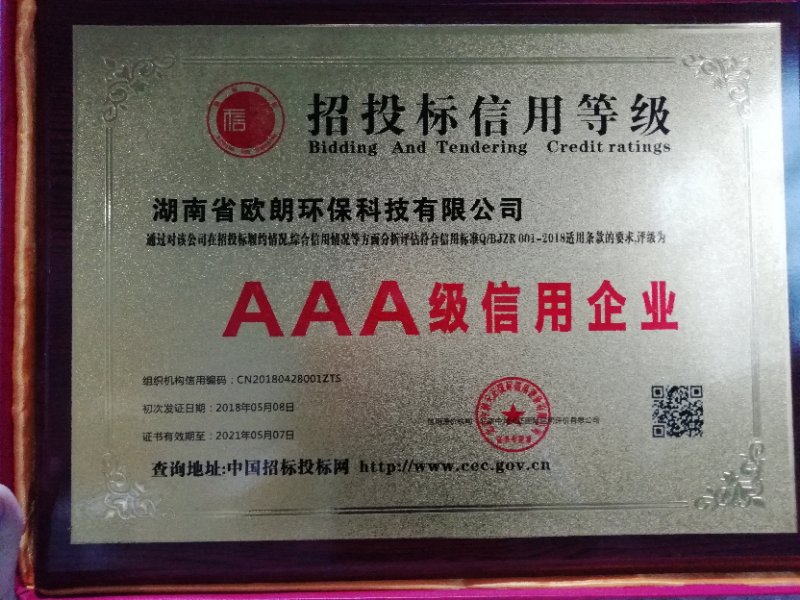 信
招投标信用等级
Bidding And Tendering Credit ratings
湖南省欧朗环保科技有限公司
通过对该公司在招投标履约情况,综合信用情况等方面分析评估符合信用标准Q/BJZR 001-2018适用条款的要求,评级为
AAA级信用企业
组织机构信用编码：CN20180428001ZTS
初次发证日期：2018年05月08日
证书有效期至：2021年05月07日
查询地址:中国招标投标网 http://www.cec.gov.cn